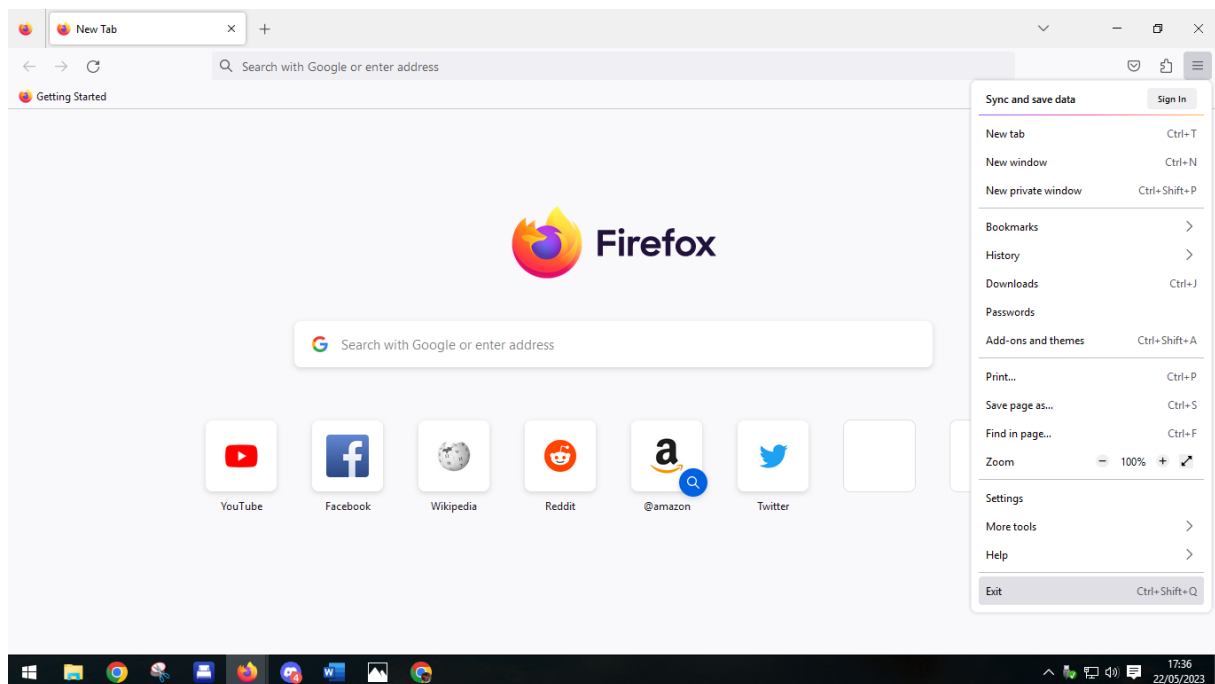 New Tab
Search with Google or enter address
Getting Started
Sync and save data Sign In
New tab Ctrl+T
New window Ctrl+N
New private window Ctrl+Shift+P
Bookmarks
History
Downloads Ctrl+J
Passwords
Add-ons and themes Ctrl+Shift+A
Print... Ctrl+P
Save page as... Ctrl+S
Find in page... Ctrl+F
Zoom − 100% +
Settings
More tools
Help
Exit Ctrl+Shift+Q
Firefox
Search with Google or enter address
YouTube Facebook Wikipedia Reddit @amazon Twitter
17:36
22/05/2023